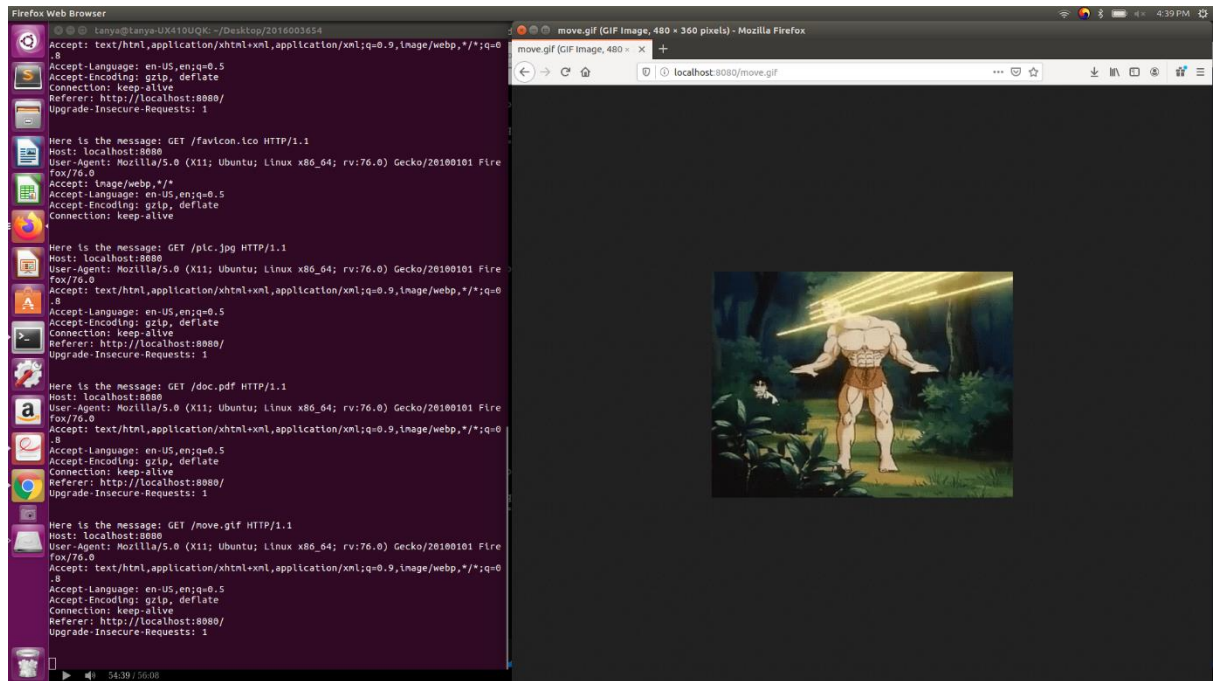 Firefox Web Browser
4:39 PM
tanya@tanya-UX410UQK: ~/Desktop/2016003654
Accept: text/html,application/xhtml+xml,application/xml;q=0.9,image/webp,*/*;q=0
.8
Accept-Language: en-US,en;q=0.5
Accept-Encoding: gzip, deflate
Connection: keep-alive
Referer: http://localhost:8080/
Upgrade-Insecure-Requests: 1
Here is the message: GET /favicon.ico HTTP/1.1
Host: localhost:8080
User-Agent: Mozilla/5.0 (X11; Ubuntu; Linux x86_64; rv:76.0) Gecko/20100101 Fire
fox/76.0
Accept: image/webp,*/*
Accept-Language: en-US,en;q=0.5
Accept-Encoding: gzip, deflate
Connection: keep-alive
Here is the message: GET /pic.jpg HTTP/1.1
Host: localhost:8080
User-Agent: Mozilla/5.0 (X11; Ubuntu; Linux x86_64; rv:76.0) Gecko/20100101 Fire
fox/76.0
Accept: text/html,application/xhtml+xml,application/xml;q=0.9,image/webp,*/*;q=0
.8
Accept-Language: en-US,en;q=0.5
Accept-Encoding: gzip, deflate
Connection: keep-alive
Referer: http://localhost:8080/
Upgrade-Insecure-Requests: 1
Here is the message: GET /doc.pdf HTTP/1.1
Host: localhost:8080
User-Agent: Mozilla/5.0 (X11; Ubuntu; Linux x86_64; rv:76.0) Gecko/20100101 Fire
fox/76.0
Accept: text/html,application/xhtml+xml,application/xml;q=0.9,image/webp,*/*;q=0
.8
Accept-Language: en-US,en;q=0.5
Accept-Encoding: gzip, deflate
Connection: keep-alive
Referer: http://localhost:8080/
Upgrade-Insecure-Requests: 1
Here is the message: GET /move.gif HTTP/1.1
Host: localhost:8080
User-Agent: Mozilla/5.0 (X11; Ubuntu; Linux x86_64; rv:76.0) Gecko/20100101 Fire
fox/76.0
Accept: text/html,application/xhtml+xml,application/xml;q=0.9,image/webp,*/*;q=0
.8
Accept-Language: en-US,en;q=0.5
Accept-Encoding: gzip, deflate
Connection: keep-alive
Referer: http://localhost:8080/
Upgrade-Insecure-Requests: 1
54:39 / 56:08
move.gif (GIF Image, 480 × 360 pixels) - Mozilla Firefox
move.gif (GIF Image, 480 ×
localhost:8080/move.gif